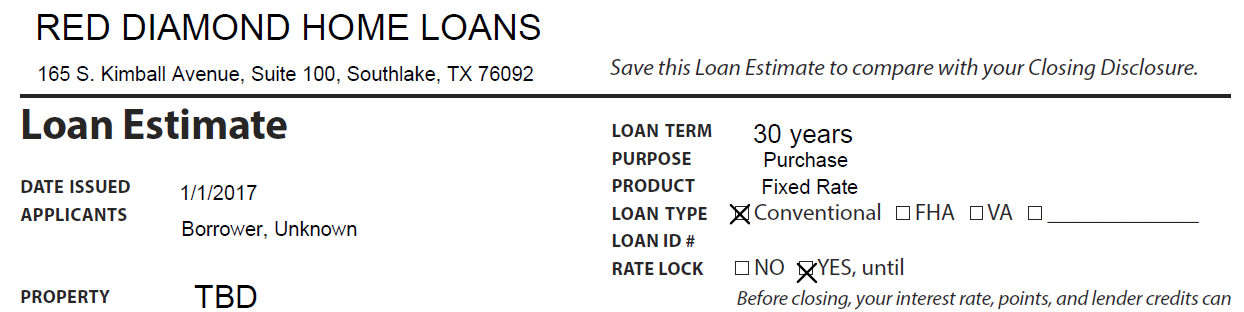 RED DIAMOND HOME LOANS
165 S. Kimball Avenue, Suite 100, Southlake, TX 76092
Save this Loan Estimate to compare with your Closing Disclosure.
Loan Estimate
DATE ISSUED 1/1/2017
APPLICANTS Borrower, Unknown
PROPERTY TBD
LOAN TERM 30 years
PURPOSE Purchase
PRODUCT Fixed Rate
LOAN TYPE ☒ Conventional ☐ FHA ☐ VA ☐ ______________
LOAN ID #
RATE LOCK ☐ NO ☒ YES, until
Before closing, your interest rate, points, and lender credits can